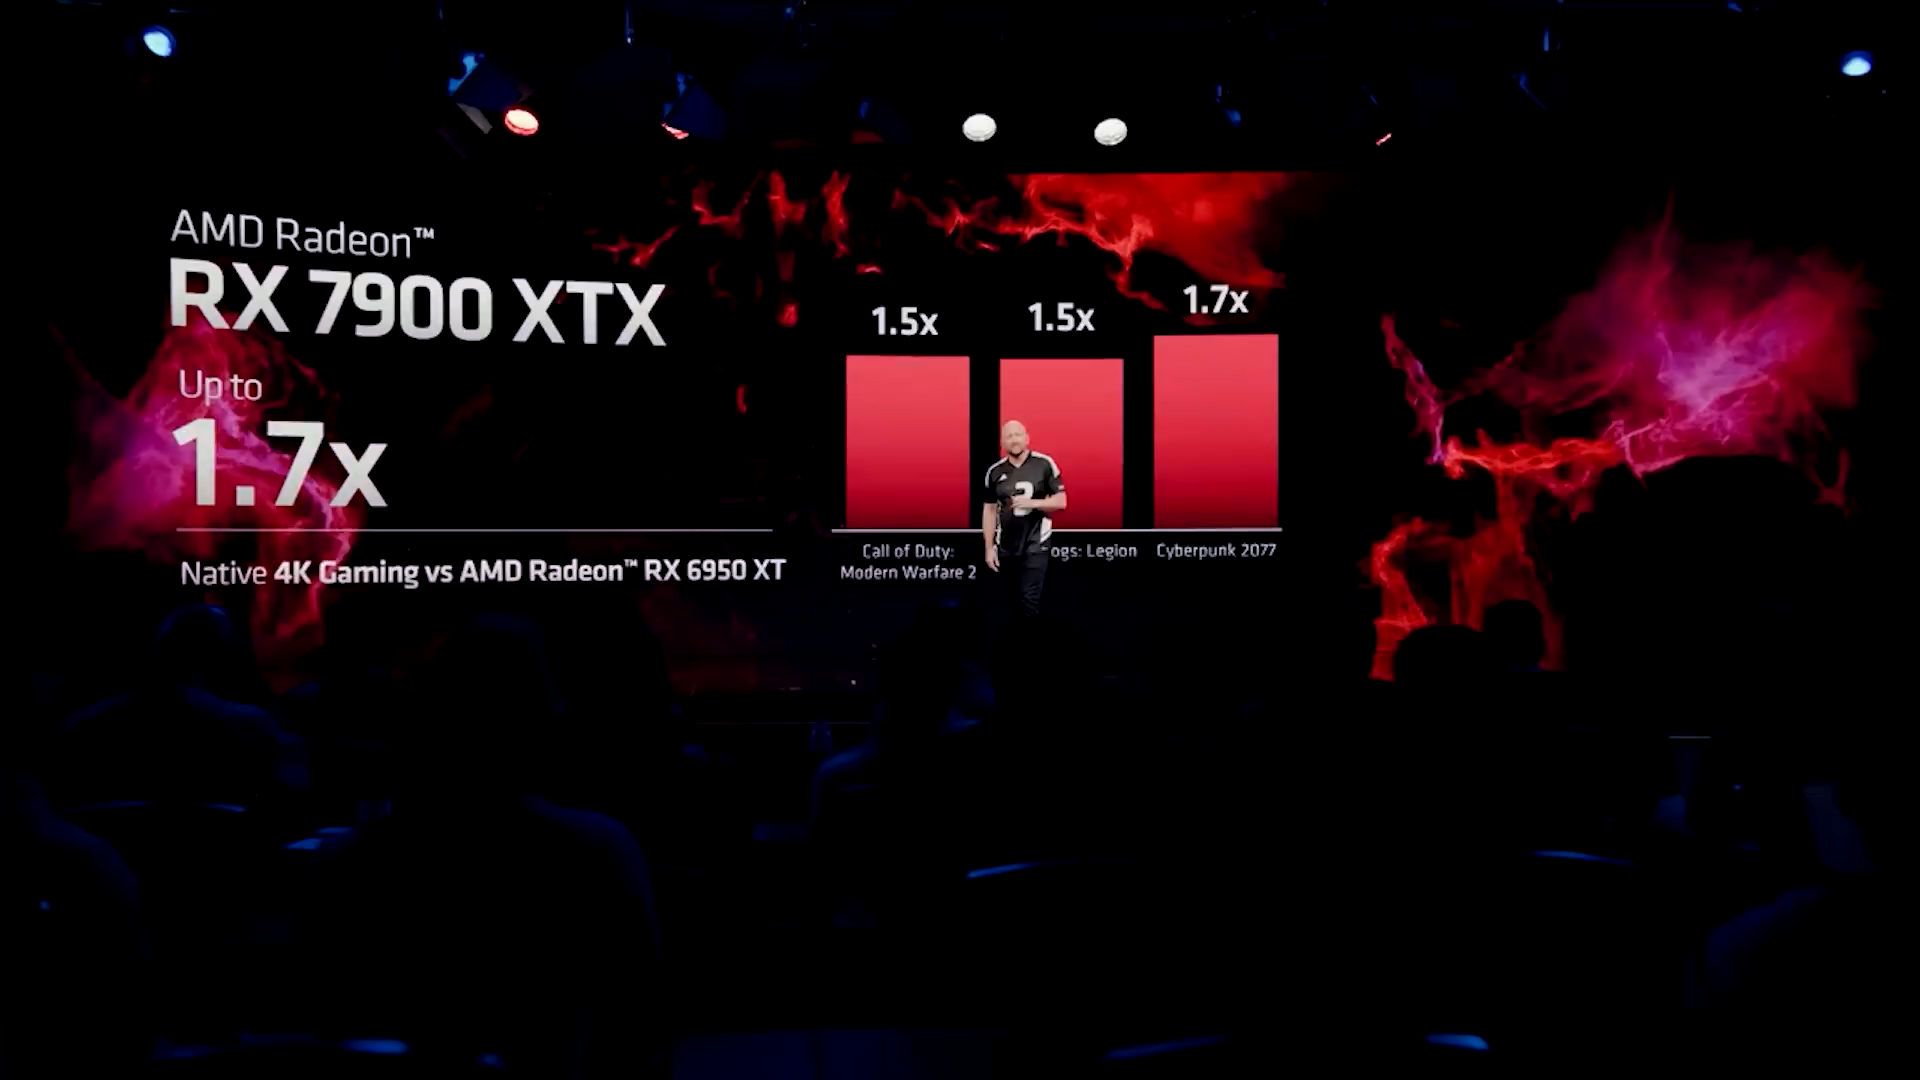 AMD Radeon™
RX 7900 XTX
Up to
1.7x
Native 4K Gaming vs AMD Radeon™ RX 6950 XT
1.5x
1.5x
1.7x
Call of Duty:
Modern Warfare 2
Legion
Cyberpunk 2077